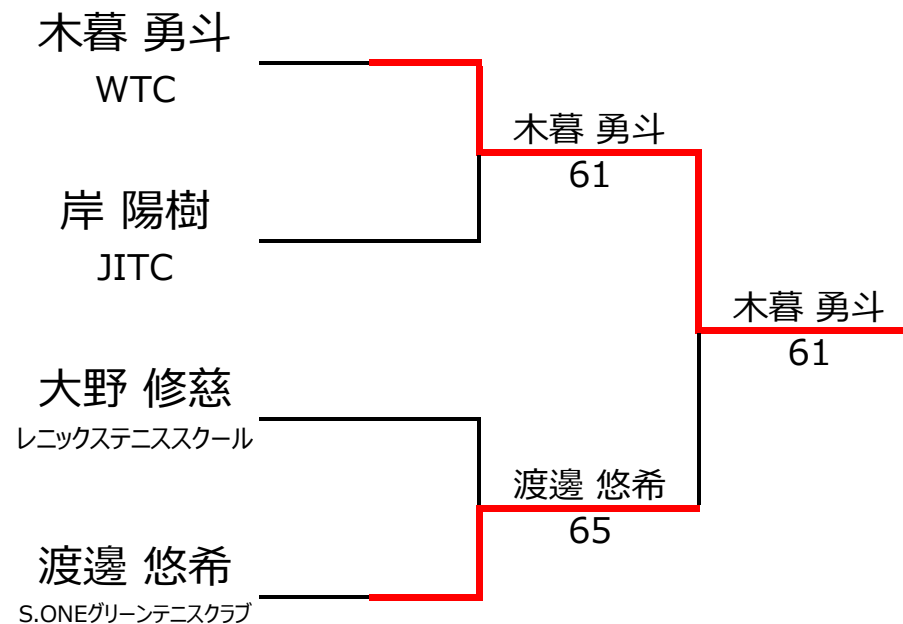 木暮 勇斗
WTC
岸 陽樹
JITC
大野 修慈
レニックステニススクール
渡邊 悠希
S.ONEグリーンテニスクラブ
木暮 勇斗
61
渡邊 悠希
65
木暮 勇斗
61